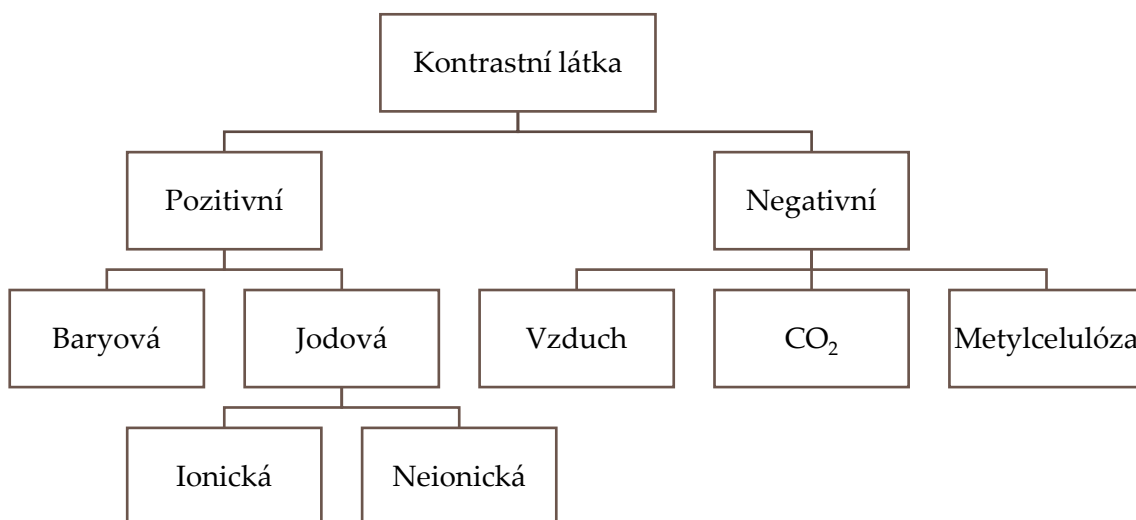 Kontrastní látka
Pozitivní
Negativní
Baryová
Jodová
Vzduch
CO₂
Metylcelulóza
Ionická
Neionická